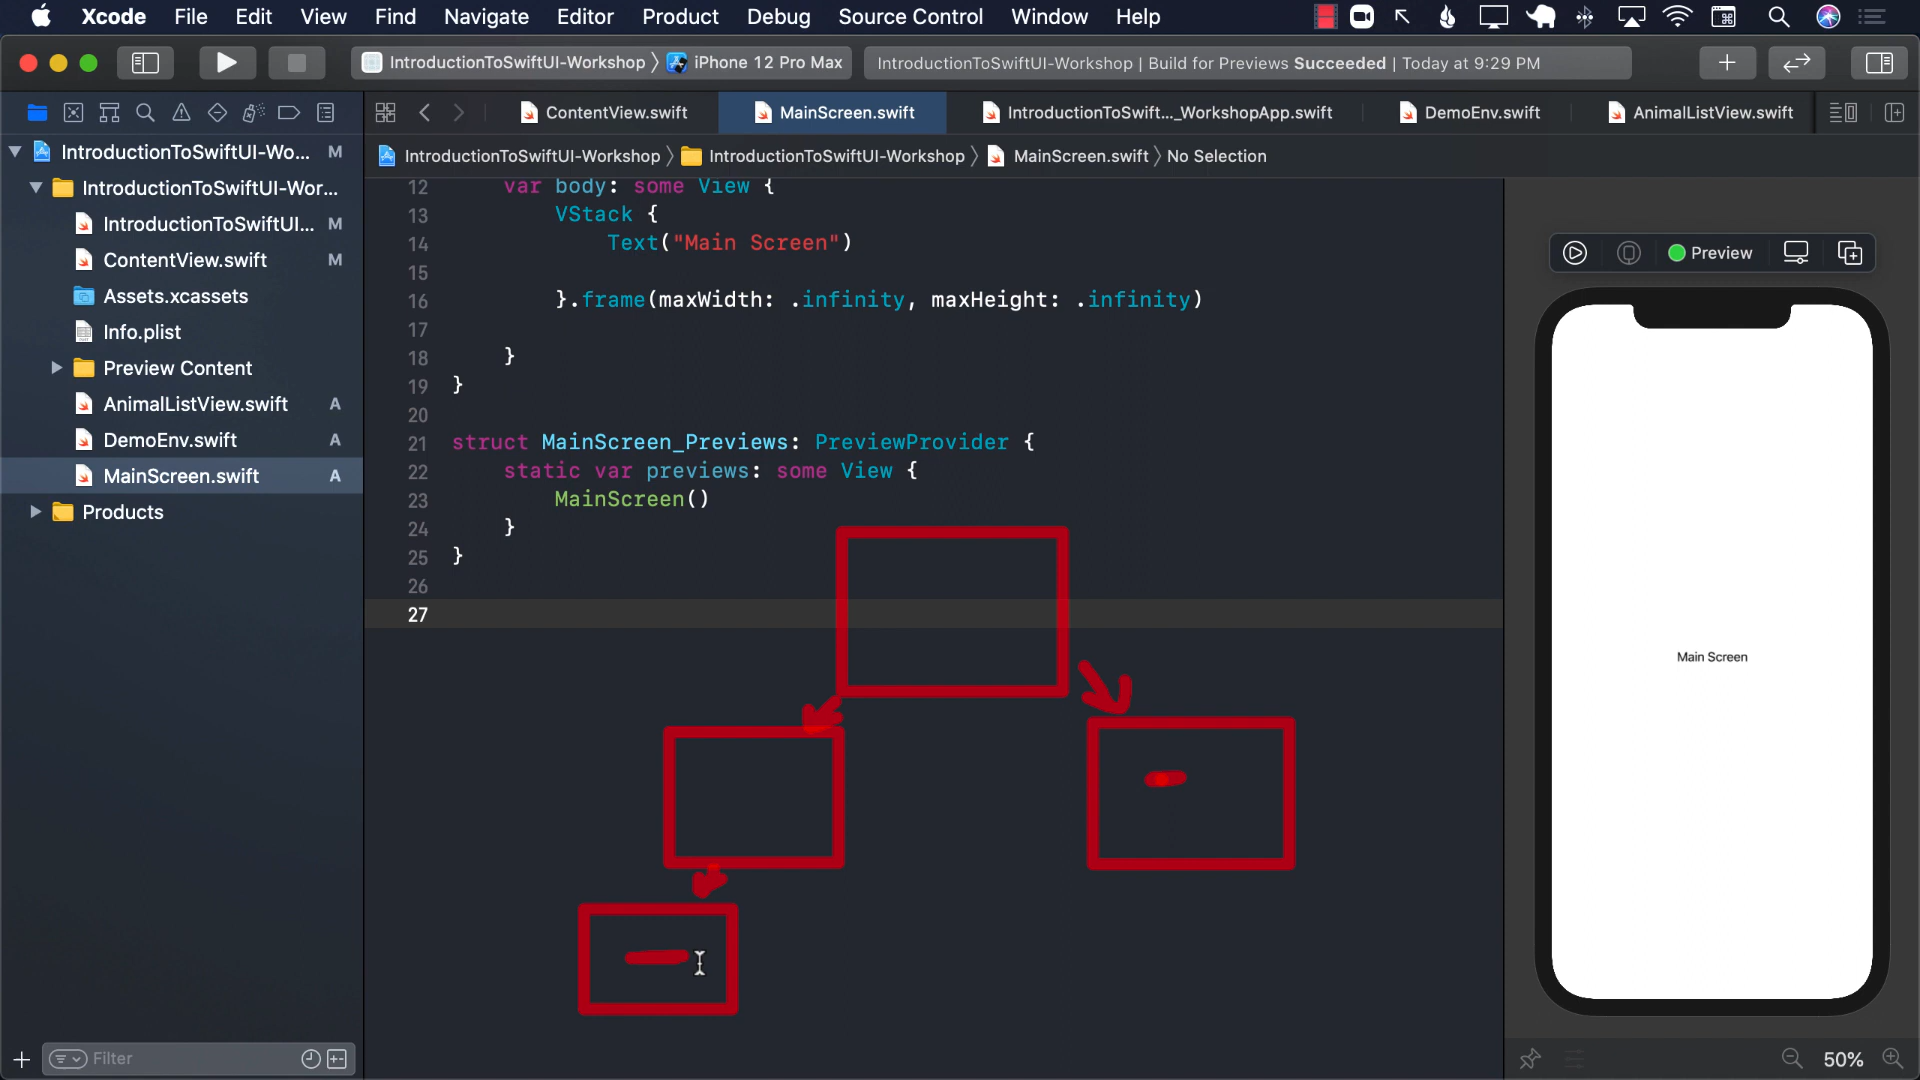 Xcode File Edit View Find Navigate Editor Product Debug Source Control Window Help
IntroductionToSwiftUI-Workshop 〉 iPhone 12 Pro Max
IntroductionToSwiftUI-Workshop | Build for Previews Succeeded | Today at 9:29 PM
ContentView.swift
MainScreen.swift
IntroductionToSwift..._WorkshopApp.swift
DemoEnv.swift
AnimalListView.swift
IntroductionToSwiftUI-Workshop 〉 IntroductionToSwiftUI-Workshop 〉 MainScreen.swift 〉 No Selection
IntroductionToSwiftUI-Wo... M
IntroductionToSwiftUI-Wor...
IntroductionToSwiftUI... M
ContentView.swift M
Assets.xcassets
Info.plist
Preview Content
AnimalListView.swift A
DemoEnv.swift A
MainScreen.swift A
Products
Filter
12 var body: some View {
13 VStack {
14 Text("Main Screen")
15
16 }.frame(maxWidth: .infinity, maxHeight: .infinity)
17
18 }
19 }
20
21 struct MainScreen_Previews: PreviewProvider {
22 static var previews: some View {
23 MainScreen()
24 }
25 }
26
27
Preview
Main Screen
50%